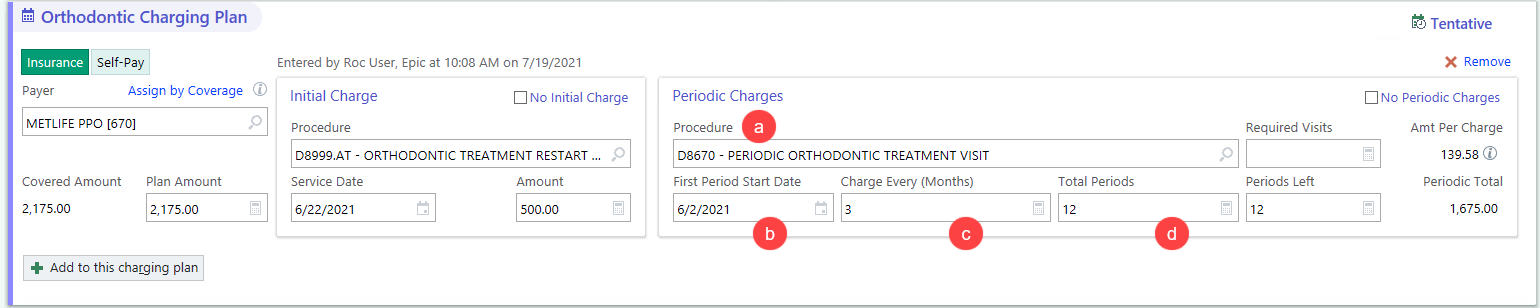 Orthodontic Charging Plan
Tentative
Insurance Self-Pay Entered by Roc User, Epic at 10:08 AM on 7/19/2021 Remove
Payer Assign by Coverage
METLIFE PPO [670]
Covered Amount Plan Amount
2,175.00 2,175.00
Initial Charge No Initial Charge
Procedure
D8999.AT - ORTHODONTIC TREATMENT RESTART ...
Service Date Amount
6/22/2021 500.00
Periodic Charges No Periodic Charges
Procedure a Required Visits Amt Per Charge
D8670 - PERIODIC ORTHODONTIC TREATMENT VISIT 139.58
First Period Start Date Charge Every (Months) Total Periods Periods Left Periodic Total
6/2/2021 3 12 12 1,675.00
b c d
Add to this charging plan